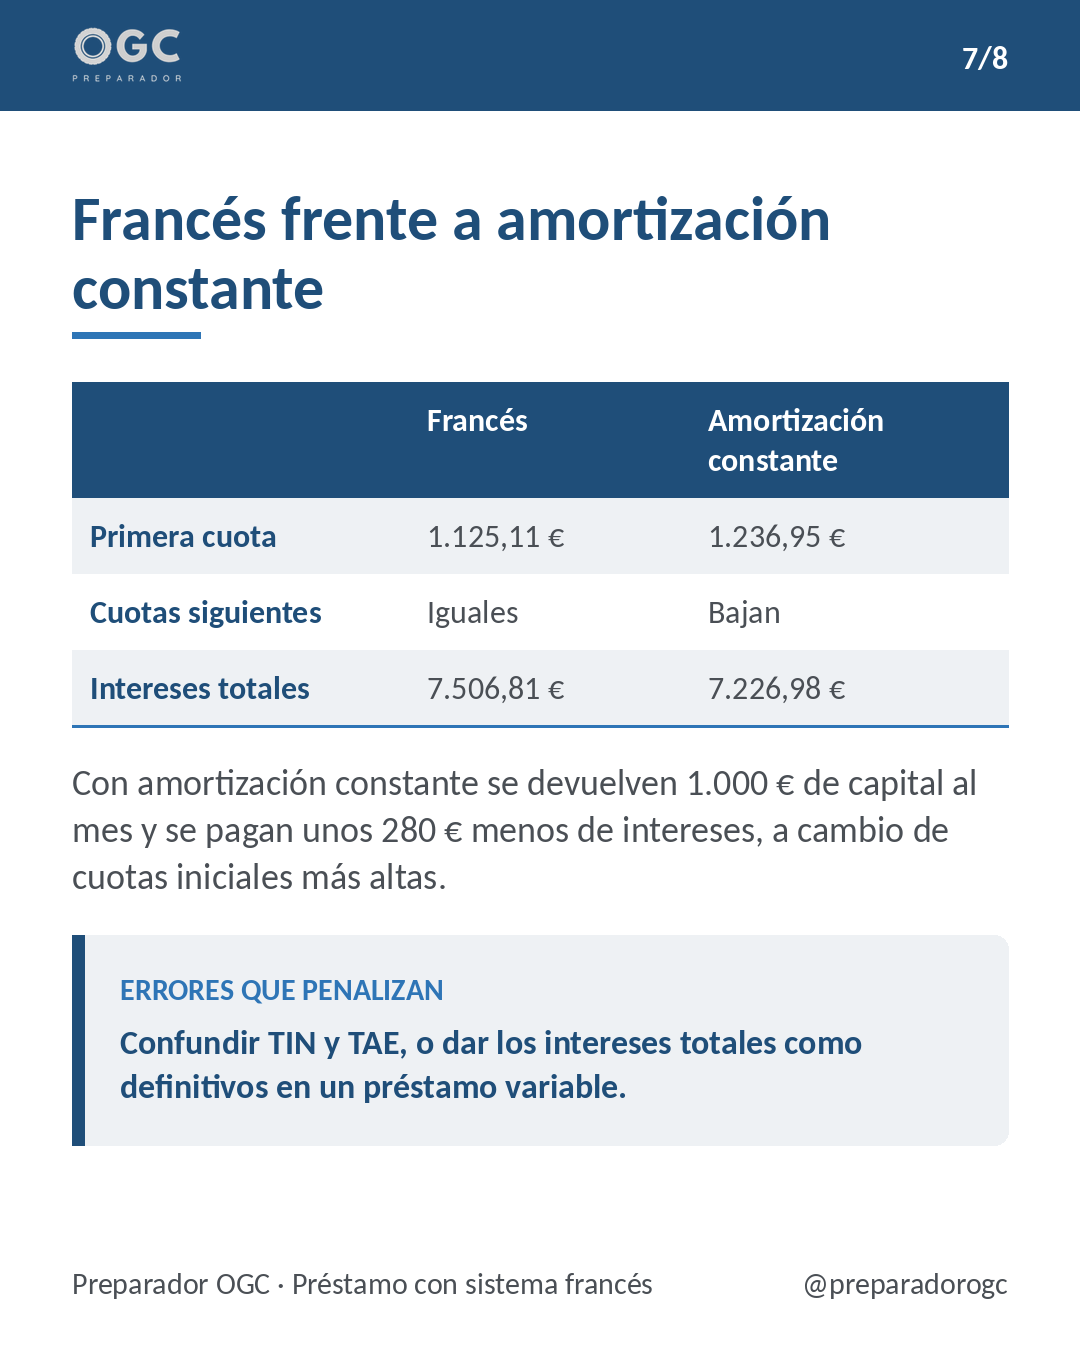 OGC
PREPARADOR
7/8
Francés frente a amortización
constante
Francés
Amortización
constante
Primera cuota 1.125,11 € 1.236,95 €
Cuotas siguientes Iguales Bajan
Intereses totales 7.506,81 € 7.226,98 €
Con amortización constante se devuelven 1.000 € de capital al
mes y se pagan unos 280 € menos de intereses, a cambio de
cuotas iniciales más altas.
ERRORES QUE PENALIZAN
Confundir TIN y TAE, o dar los intereses totales como
definitivos en un préstamo variable.
Preparador OGC · Préstamo con sistema francés
@preparadorogc